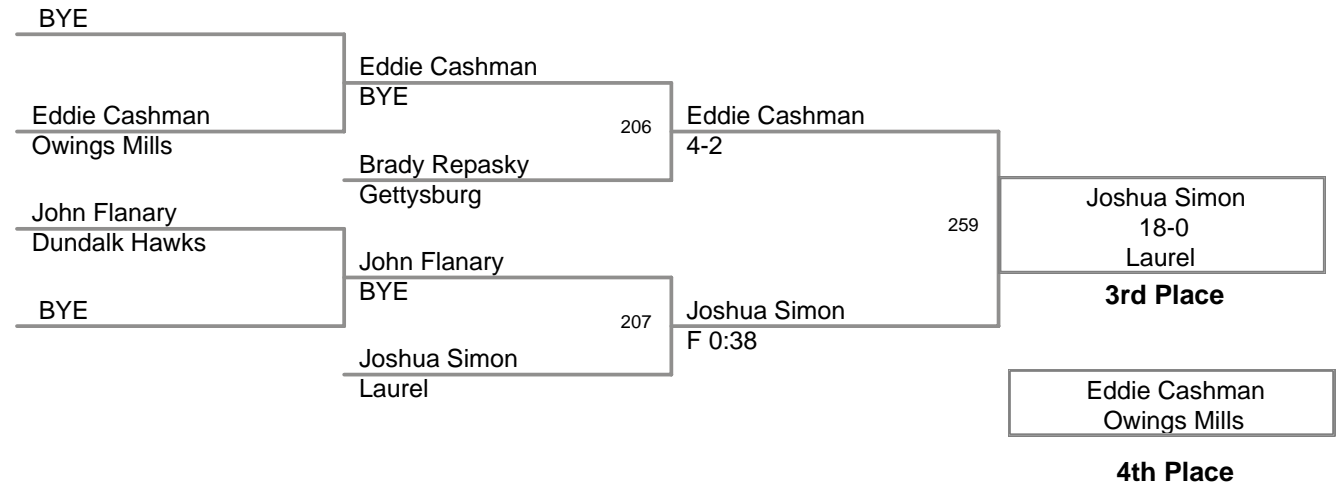 BYE
Eddie Cashman
BYE
Eddie Cashman
Owings Mills
206
Eddie Cashman
4-2
Brady Repasky
Gettysburg
John Flanary
Dundalk Hawks
259
Joshua Simon
18-0
Laurel
3rd Place
John Flanary
BYE
BYE
207
Joshua Simon
F 0:38
Joshua Simon
Laurel
Eddie Cashman
Owings Mills
4th Place